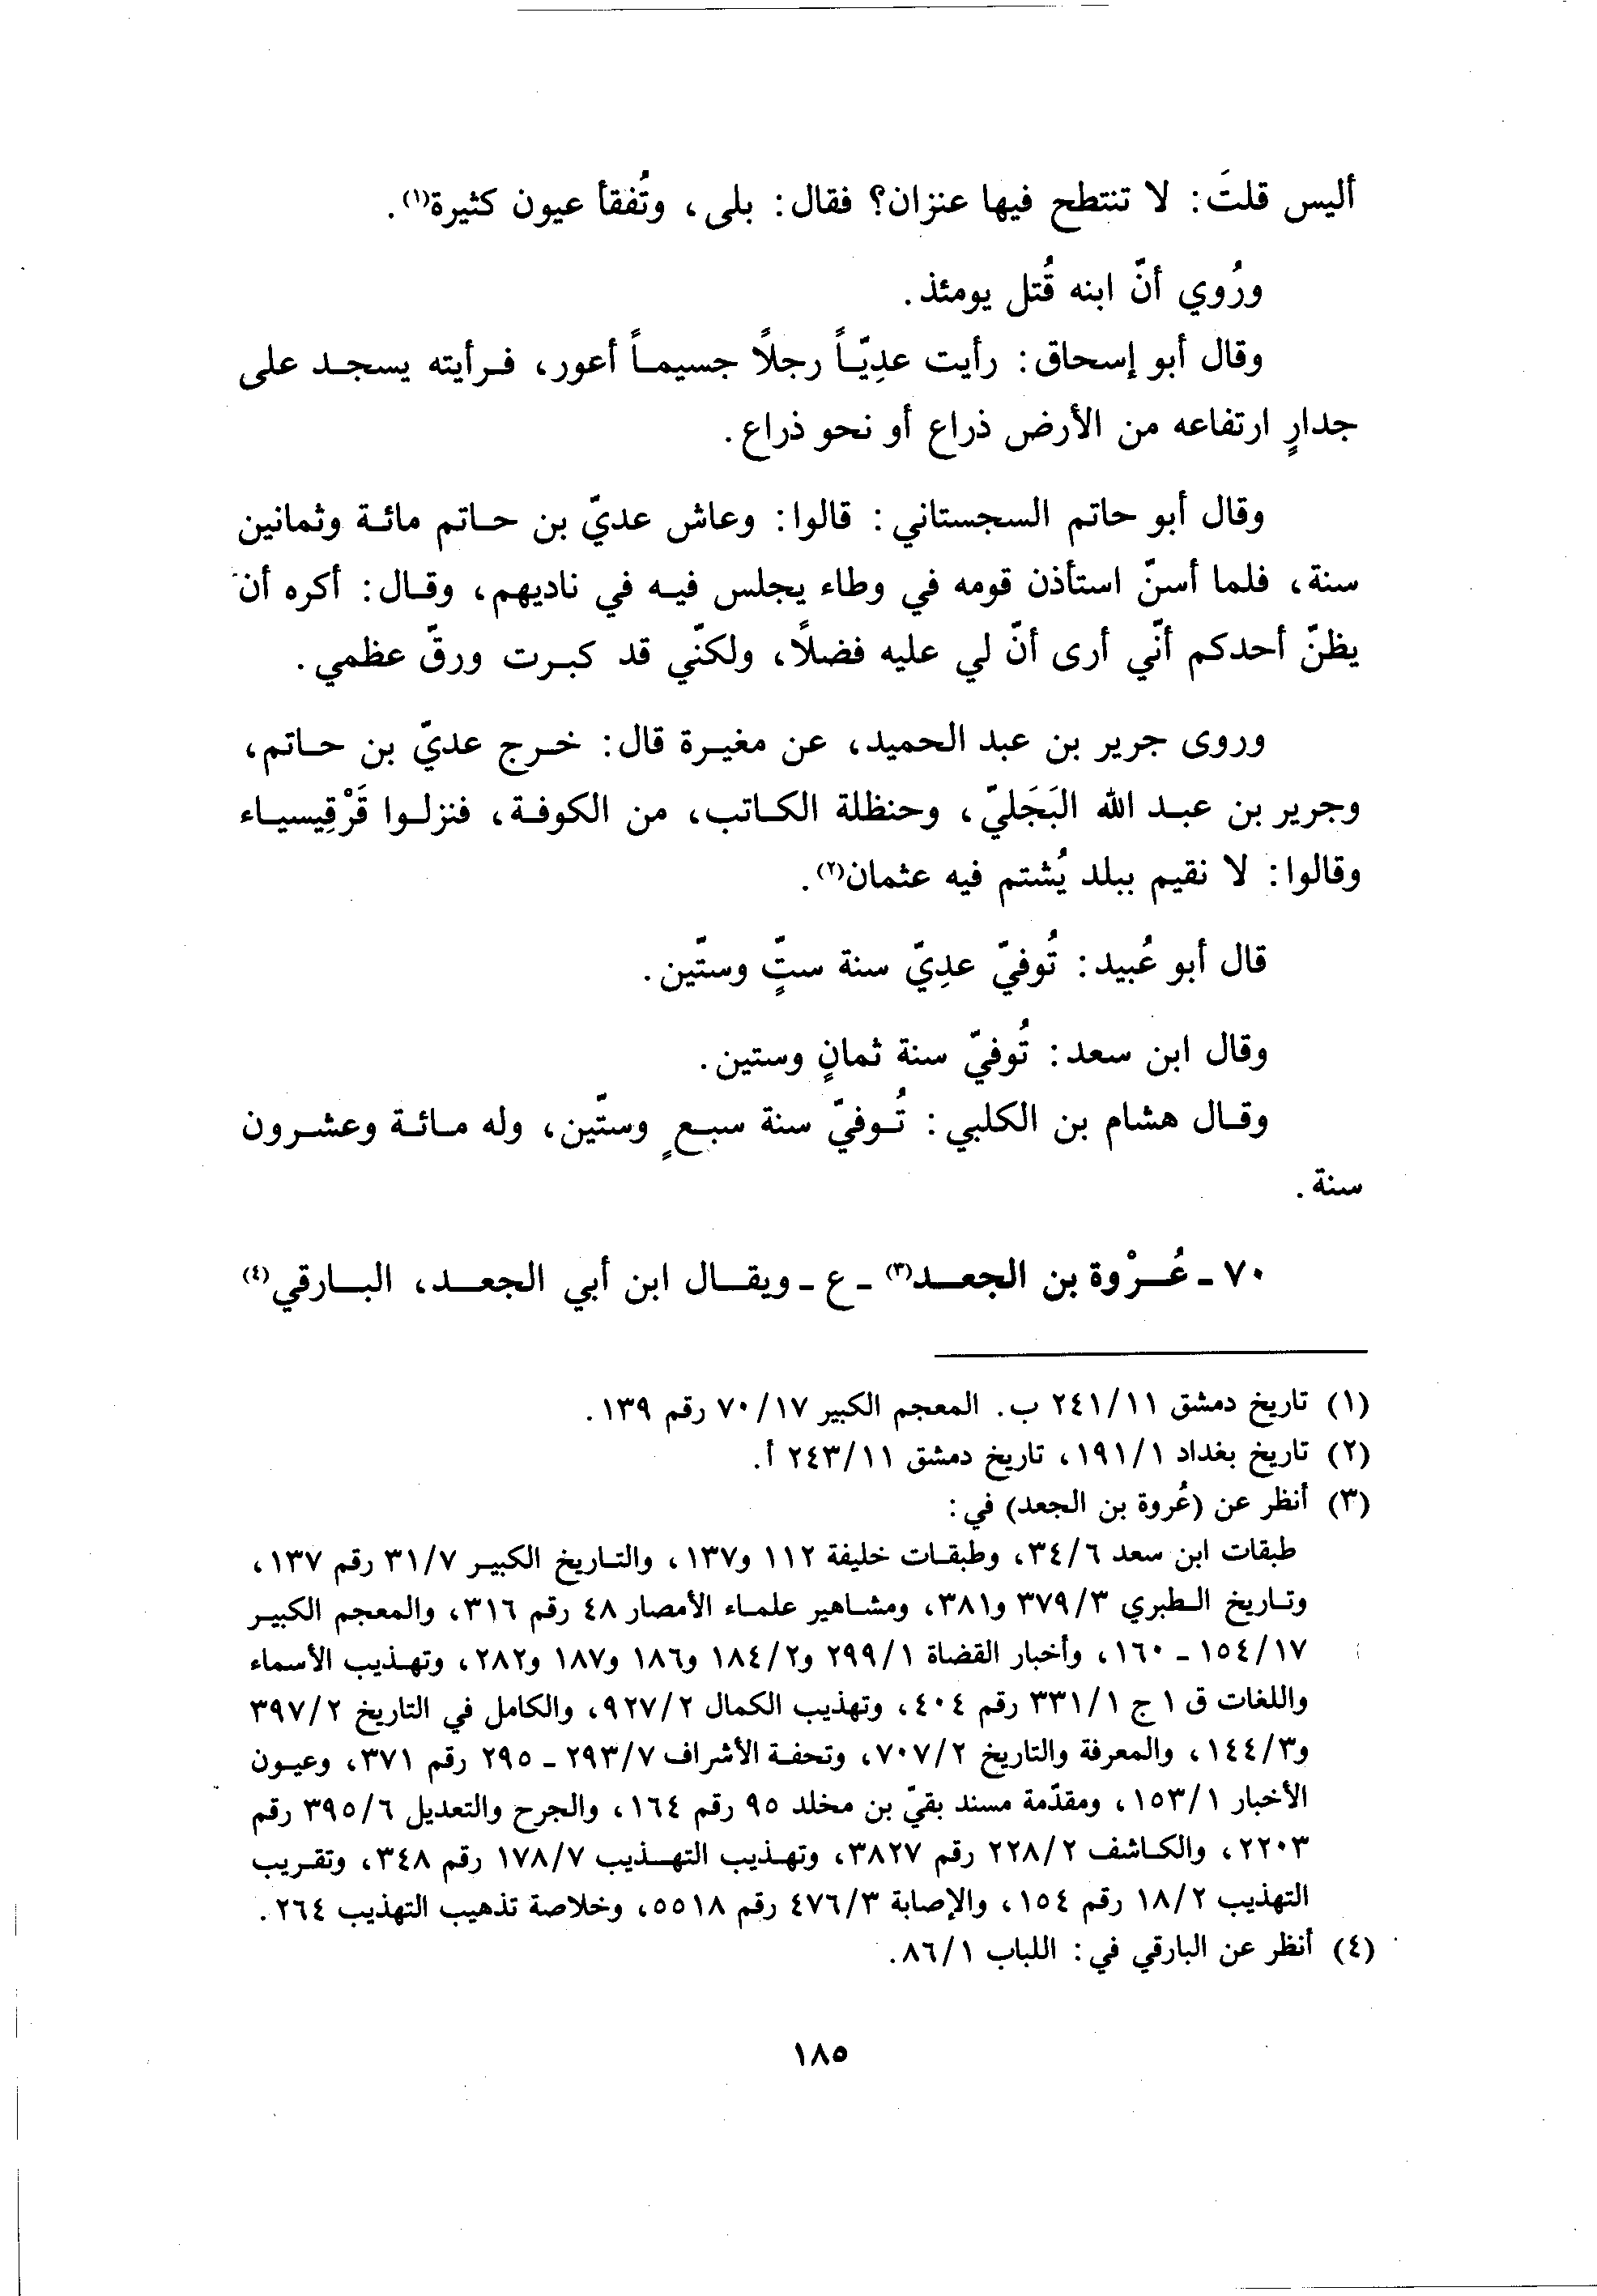 أليس قلتَ: لا تنتطح فيها عنزان؟ فقال: بلى، وتُفقأ عيون كثيرة(١).
ورُوي أنّ ابنه قُتل يومئذ.
وقال أبو إسحاق: رأيت عدِيّاً رجلاً جسيماً أعور، فرأيته يسجد على
جدارٍ ارتفاعه من الأرض ذراع أو نحو ذراع.
وقال أبو حاتم السجستاني: قالوا: وعاش عديّ بن حاتم مائة وثمانين
سنة، فلما أسنّ استأذن قومه في وطاء يجلس فيه في ناديهم، وقال: أكره أن
يظنّ أحدكم أنّي أرى أنّ لي عليه فضلاً، ولكنّي قد كبرت ورقّ عظمي.
وروى جرير بن عبد الحميد، عن مغيرة قال: خرج عديّ بن حاتم،
وجرير بن عبد الله البَجَليّ، وحنظلة الكاتب، من الكوفة، فنزلوا قَرْقِيسياء
وقالوا: لا نقيم ببلد يُشتم فيه عثمان(٢).
قال أبو عُبيد: تُوفيّ عدِيّ سنة ستٍّ وستّين.
وقال ابن سعد: تُوفيّ سنة ثمانٍ وستين.
وقال هشام بن الكلبي: تُوفيّ سنة سبعٍ وستّين، وله مائة وعشرون
سنة.
٧٠ ـ عُرْوة بن الجعد(٣) ـ ع ـ ويقال ابن أبي الجعد، البارقي(٤)
(١) تاريخ دمشق ٢٤١/١١ ب. المعجم الكبير ٧٠/١٧ رقم ١٣٩.
(٢) تاريخ بغداد ١٩١/١، تاريخ دمشق ٢٤٣/١١ أ.
(٣) أنظر عن (عُروة بن الجعد) في:
طبقات ابن سعد ٣٤/٦، وطبقات خليفة ١١٢ و١٣٧، والتاريخ الكبير ٣١/٧ رقم ١٣٧،
وتاريخ الطبري ٣٧٩/٣ و٣٨١، ومشاهير علماء الأمصار ٤٨ رقم ٣١٦، والمعجم الكبير
١٥٤/١٧ ـ ١٦٠، وأخبار القضاة ٢٩٩/١ و١٨٤/٢ و١٨٦ و١٨٧ و٢٨٢، وتهذيب الأسماء
واللغات ق ١ ج ٣٣١/١ رقم ٤٠٤، وتهذيب الكمال ٩٢٧/٢، والكامل في التاريخ ٣٩٧/٢
و١٤٤/٣، والمعرفة والتاريخ ٧٠٧/٢، وتحفة الأشراف ٢٩٣/٧ ـ ٢٩٥ رقم ٣٧١، وعيون
الأخبار ١٥٣/١، ومقدّمة مسند بقيّ بن مخلد ٩٥ رقم ١٦٤، والجرح والتعديل ٣٩٥/٦ رقم
٢٢٠٣، والكاشف ٢٢٨/٢ رقم ٣٨٢٧، وتهذيب التهذيب ١٧٨/٧ رقم ٣٤٨، وتقريب
التهذيب ١٨/٢ رقم ١٥٤، والإصابة ٤٧٦/٣ رقم ٥٥١٨، وخلاصة تذهيب التهذيب ٢٦٤.
(٤) أنظر عن البارقي في: اللباب ٨٦/١.
١٨٥